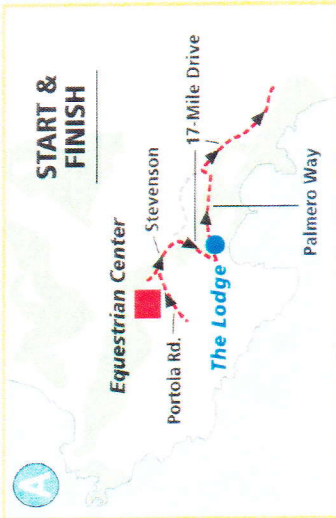 A
START &
FINISH
Equestrian Center
Stevenson
Portola Rd.
17-Mile Drive
The Lodge
Palmero Way